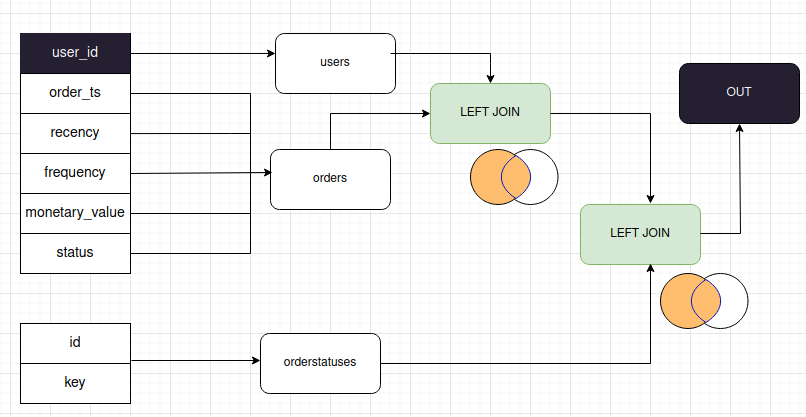 user_id
order_ts
recency
frequency
monetary_value
status
id
key
users
orders
orderstatuses
LEFT JOIN
LEFT JOIN
OUT